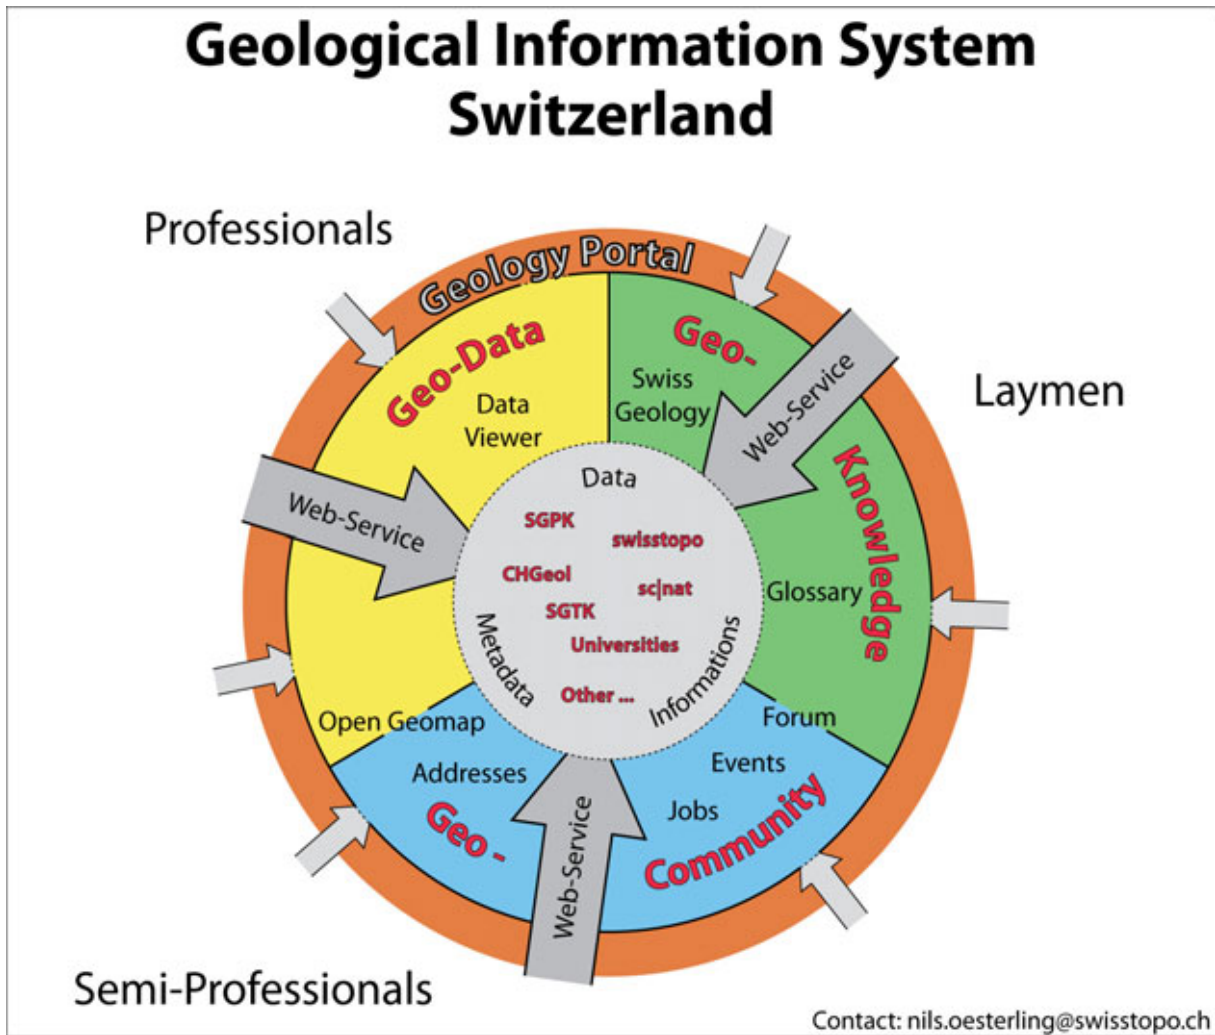 Geological Information System
Switzerland
Professionals
Laymen
Semi-Professionals
Geology Portal
Geo-Data
Data
Viewer
Web-Service
Open Geomap
Geo-
Knowledge
Swiss
Geology
Web-Service
Glossary
Forum
Events
Jobs
Addresses
Geo -
Community
Web-Service
Data
SGPK
swisstopo
CHGeol
sc|nat
SGTK
Universities
Other ...
Metadata
Informations
Contact: nils.oesterling@swisstopo.ch